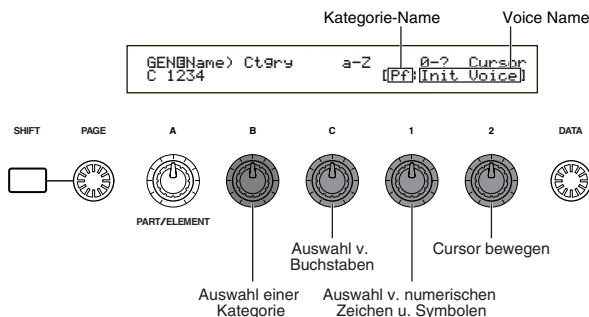 Kategorie-Name Voice Name
GEN Name) Ctgry a-Z 0-? Cursor
C 1234 [Pf:Init Voice]
SHIFT PAGE A B C 1 2 DATA
PART/ELEMENT
Auswahl v.
Buchstaben
Cursor bewegen
Auswahl einer
Kategorie
Auswahl v. numerischen
Zeichen u. Symbolen